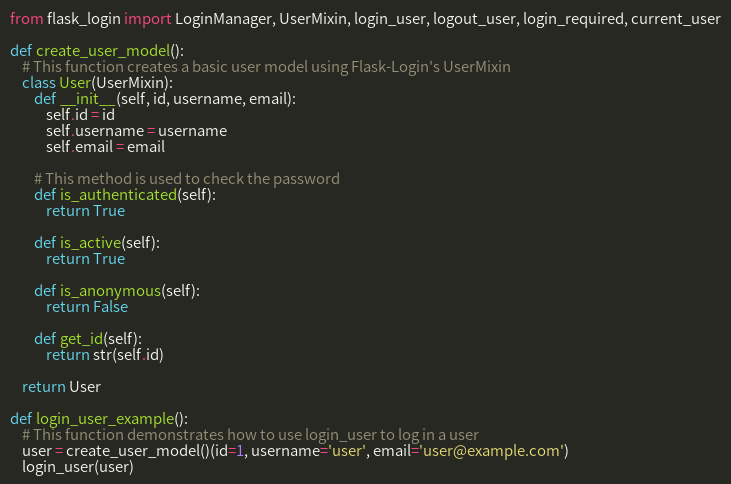 from flask_login import LoginManager, UserMixin, login_user, logout_user, login_required, current_user

def create_user_model():
    # This function creates a basic user model using Flask-Login's UserMixin
    class User(UserMixin):
        def __init__(self, id, username, email):
            self.id = id
            self.username = username
            self.email = email

        # This method is used to check the password
        def is_authenticated(self):
            return True

        def is_active(self):
            return True

        def is_anonymous(self):
            return False

        def get_id(self):
            return str(self.id)

    return User

def login_user_example():
    # This function demonstrates how to use login_user to log in a user
    user = create_user_model()(id=1, username='user', email='user@example.com')
    login_user(user)